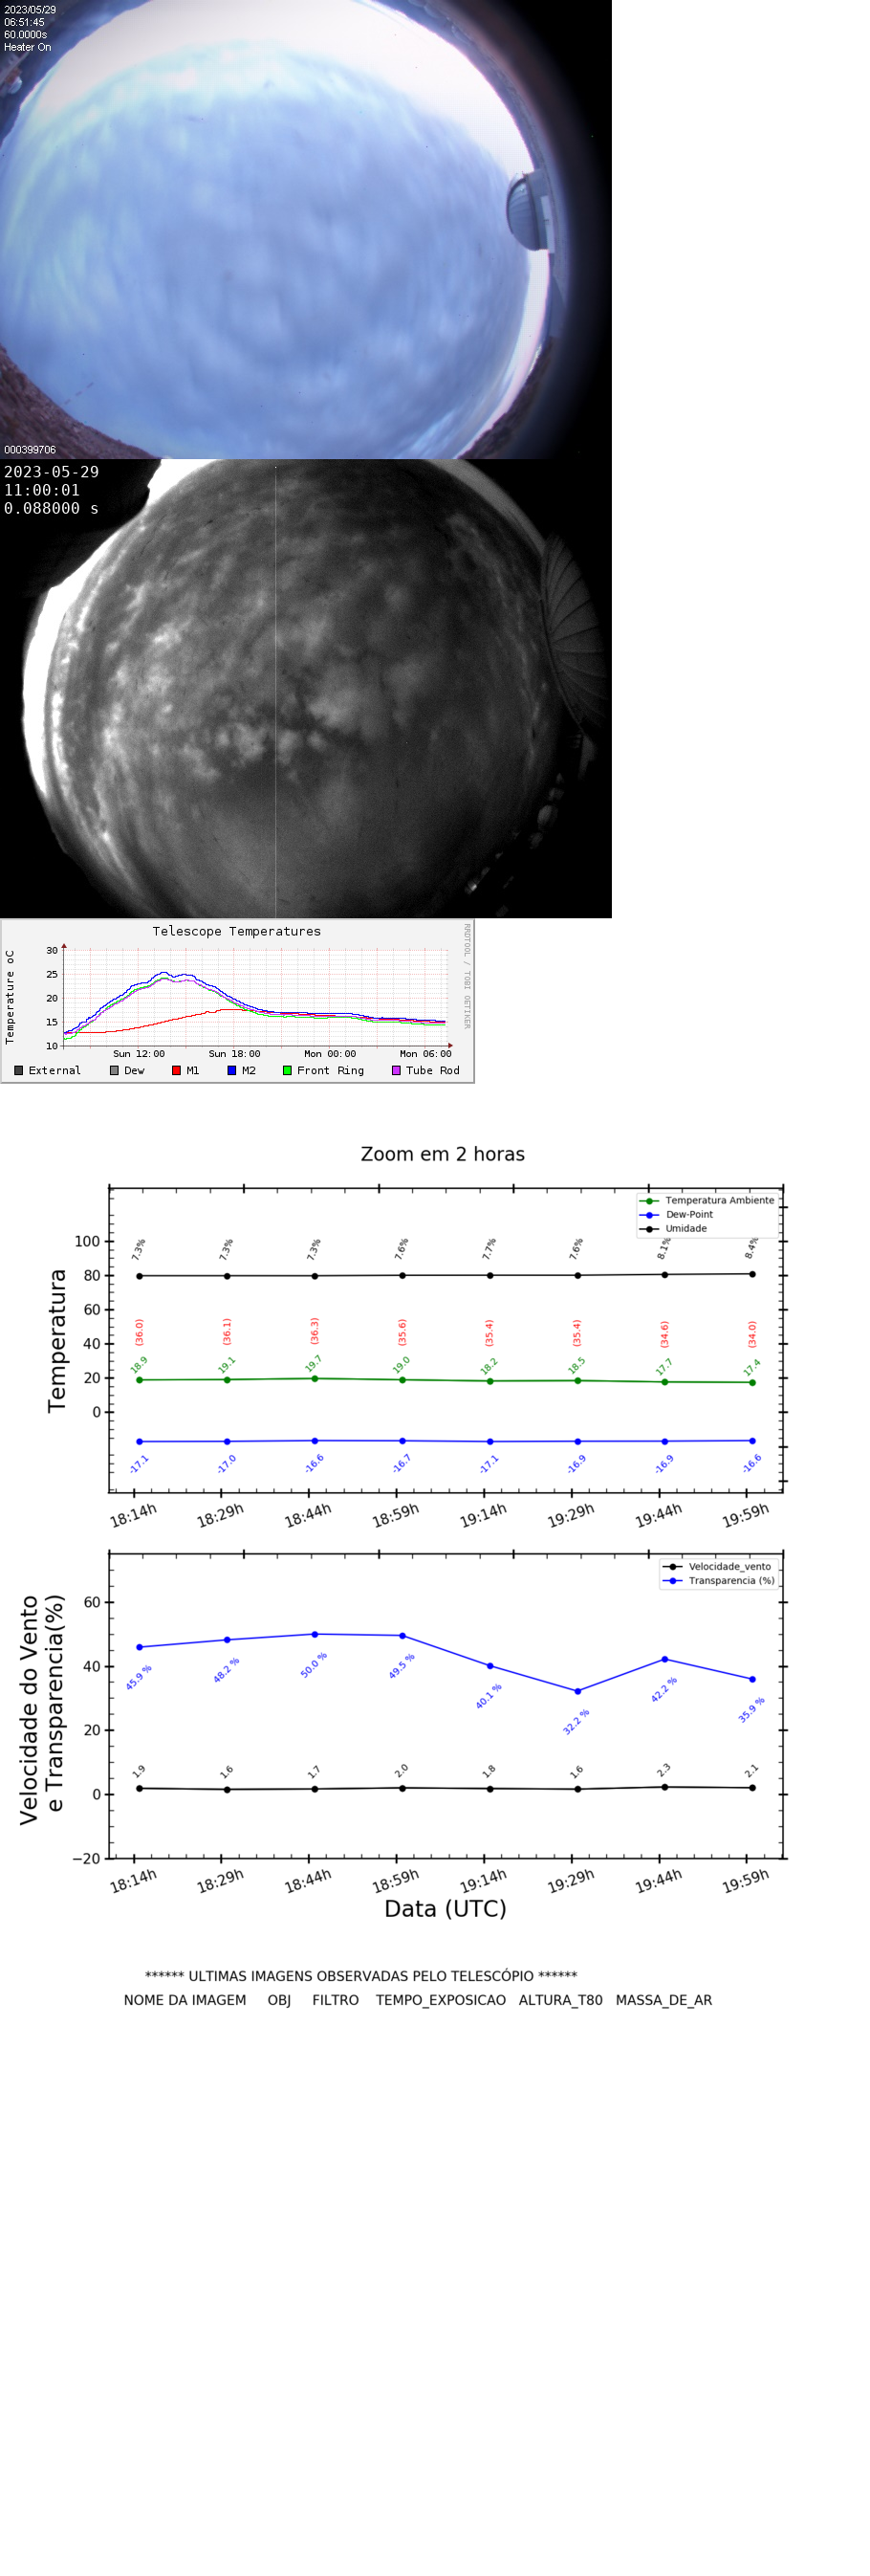 2023/05/29
06:51:45
60.0000s
Heater On
000399706
2023-05-29
11:00:01
0.088000 s
Telescope Temperatures
RRDTOOL / TOBI OETIKER
Temperature oC
30
25
20
15
10
Sun 12:00 Sun 18:00 Mon 00:00 Mon 06:00
External Dew M1 M2 Front Ring Tube Rod
Zoom em 2 horas
Temperatura
Temperatura Ambiente
Dew-Point
Umidade
100
80
60
40
20
0
7.3% 7.3% 7.3% 7.6% 7.7% 7.6% 8.1% 8.4%
(36.0) (36.1) (36.3) (35.6) (35.4) (35.4) (34.6) (34.0)
18.9 19.1 19.7 19.0 18.2 18.5 17.7 17.4
-17.1 -17.0 -16.6 -16.7 -17.1 -16.9 -16.9 -16.6
18:14h 18:29h 18:44h 18:59h 19:14h 19:29h 19:44h 19:59h
Velocidade do Vento
e Transparencia(%)
Velocidade_vento
Transparencia (%)
60
40
20
0
−20
45.9 % 48.2 % 50.0 % 49.5 % 40.1 % 32.2 % 42.2 % 35.9 %
1.9 1.6 1.7 2.0 1.8 1.6 2.3 2.1
18:14h 18:29h 18:44h 18:59h 19:14h 19:29h 19:44h 19:59h
Data (UTC)
****** ULTIMAS IMAGENS OBSERVADAS PELO TELESCÓPIO ******
NOME DA IMAGEM OBJ FILTRO TEMPO_EXPOSICAO ALTURA_T80 MASSA_DE_AR